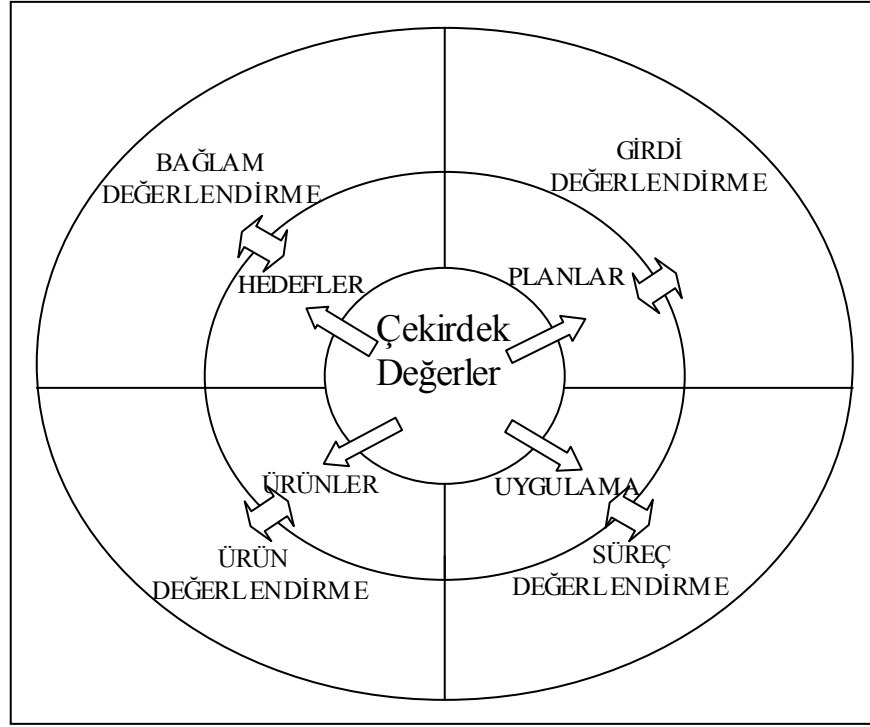 BAĞLAM
DEĞERLENDİRME
GİRDİ
DEĞERLENDİRME
HEDEFLER
PLANLAR
Çekirdek
Değerler
ÜRÜNLER
UYGULAMA
ÜRÜN
DEĞERLENDİRME
SÜREÇ
DEĞERLENDİRME